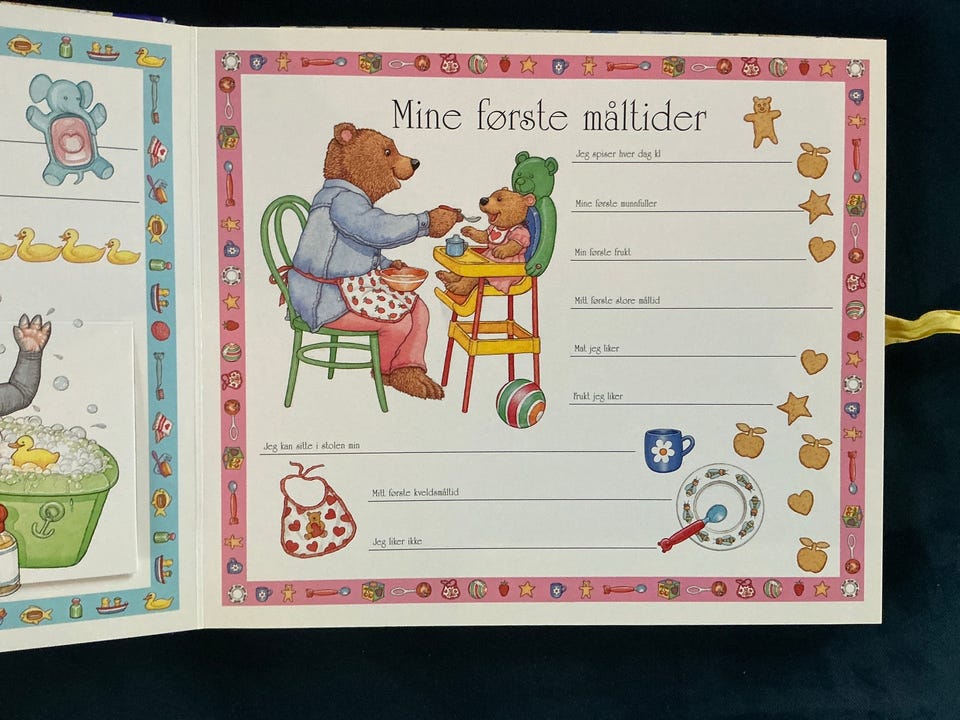 Mine første måltider
Jeg spiser hver dag kl
Mine første munnfuller
Min første frukt
Mitt første store måltid
Mat jeg liker
Frukt jeg liker
Jeg kan sitte i stolen min
Mitt første kveldsmåltid
Jeg liker ikke